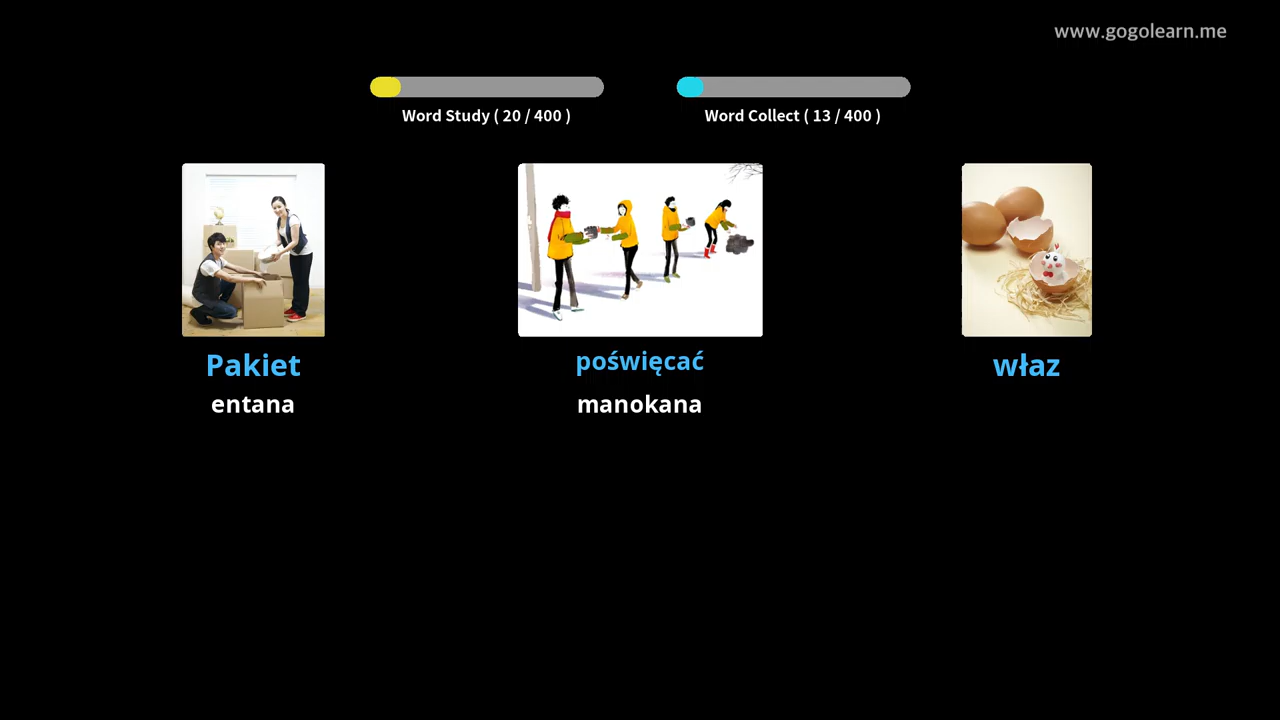 www.gogolearn.me
Word Study ( 20 / 400 )
Word Collect ( 13 / 400 )
Pakiet
entana
poświęcać
manokana
właz